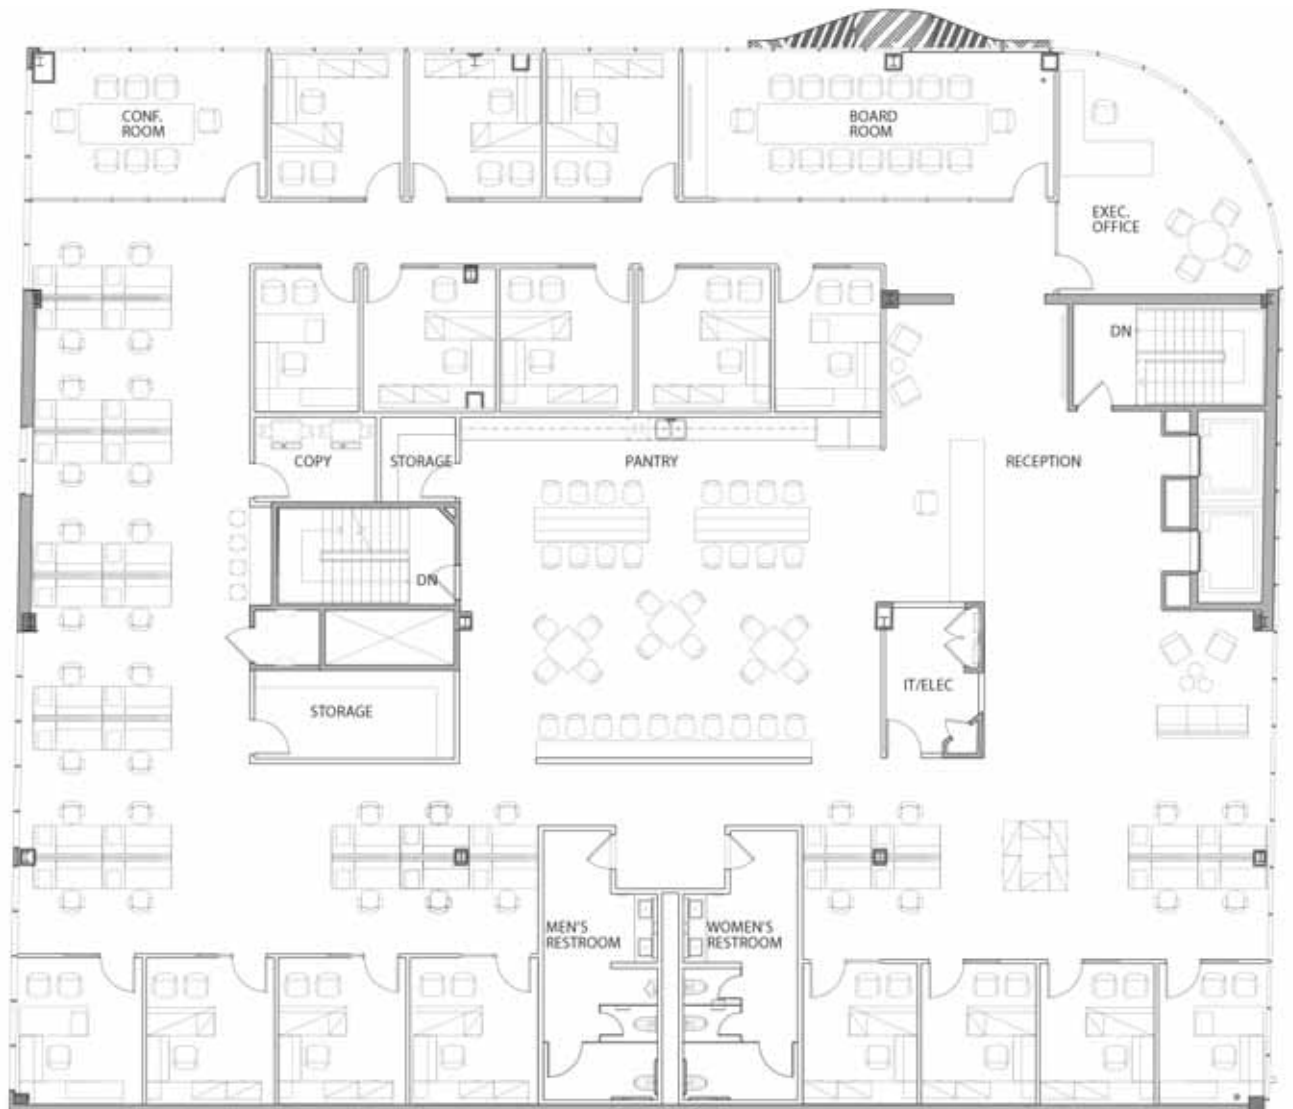 CONF.
ROOM
BOARD
ROOM
EXEC.
OFFICE
DN
COPY
STORAGE
PANTRY
RECEPTION
DN
IT/ELEC
STORAGE
MEN'S
RESTROOM
WOMEN'S
RESTROOM